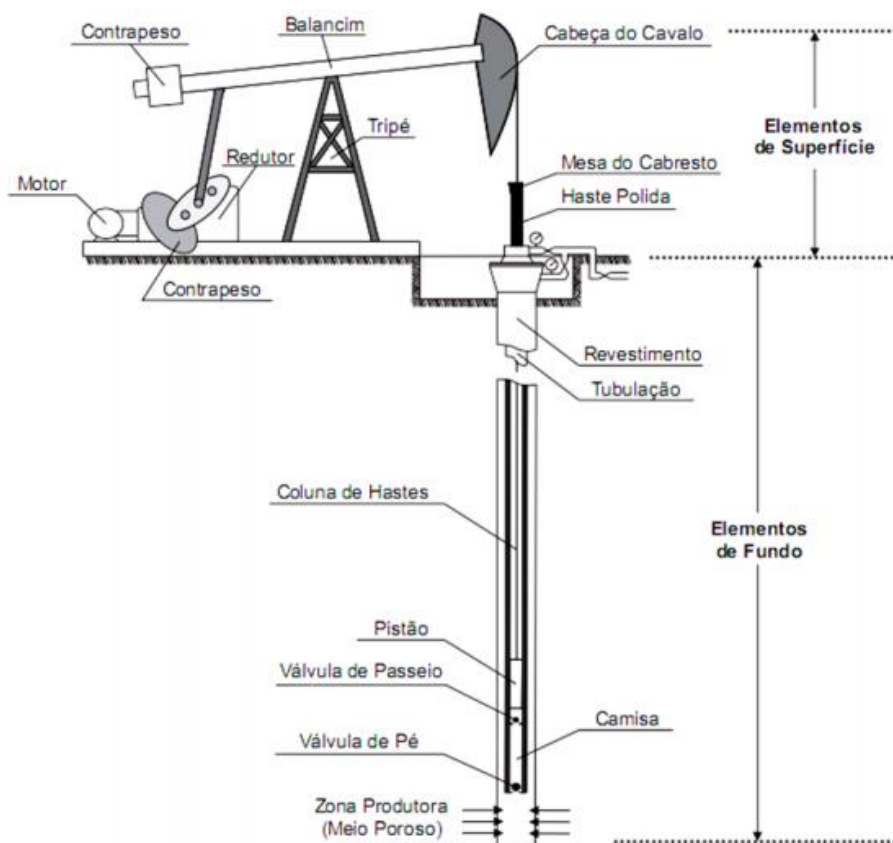 Contrapeso
Balancim
Cabeça do Cavalo
Elementos
de Superfície
Tripé
Redutor
Motor
Mesa do Cabresto
Haste Polida
Contrapeso
Revestimento
Tubulação
Coluna de Hastes
Elementos
de Fundo
Pistão
Válvula de Passeio
Camisa
Válvula de Pé
Zona Produtora
(Meio Poroso)